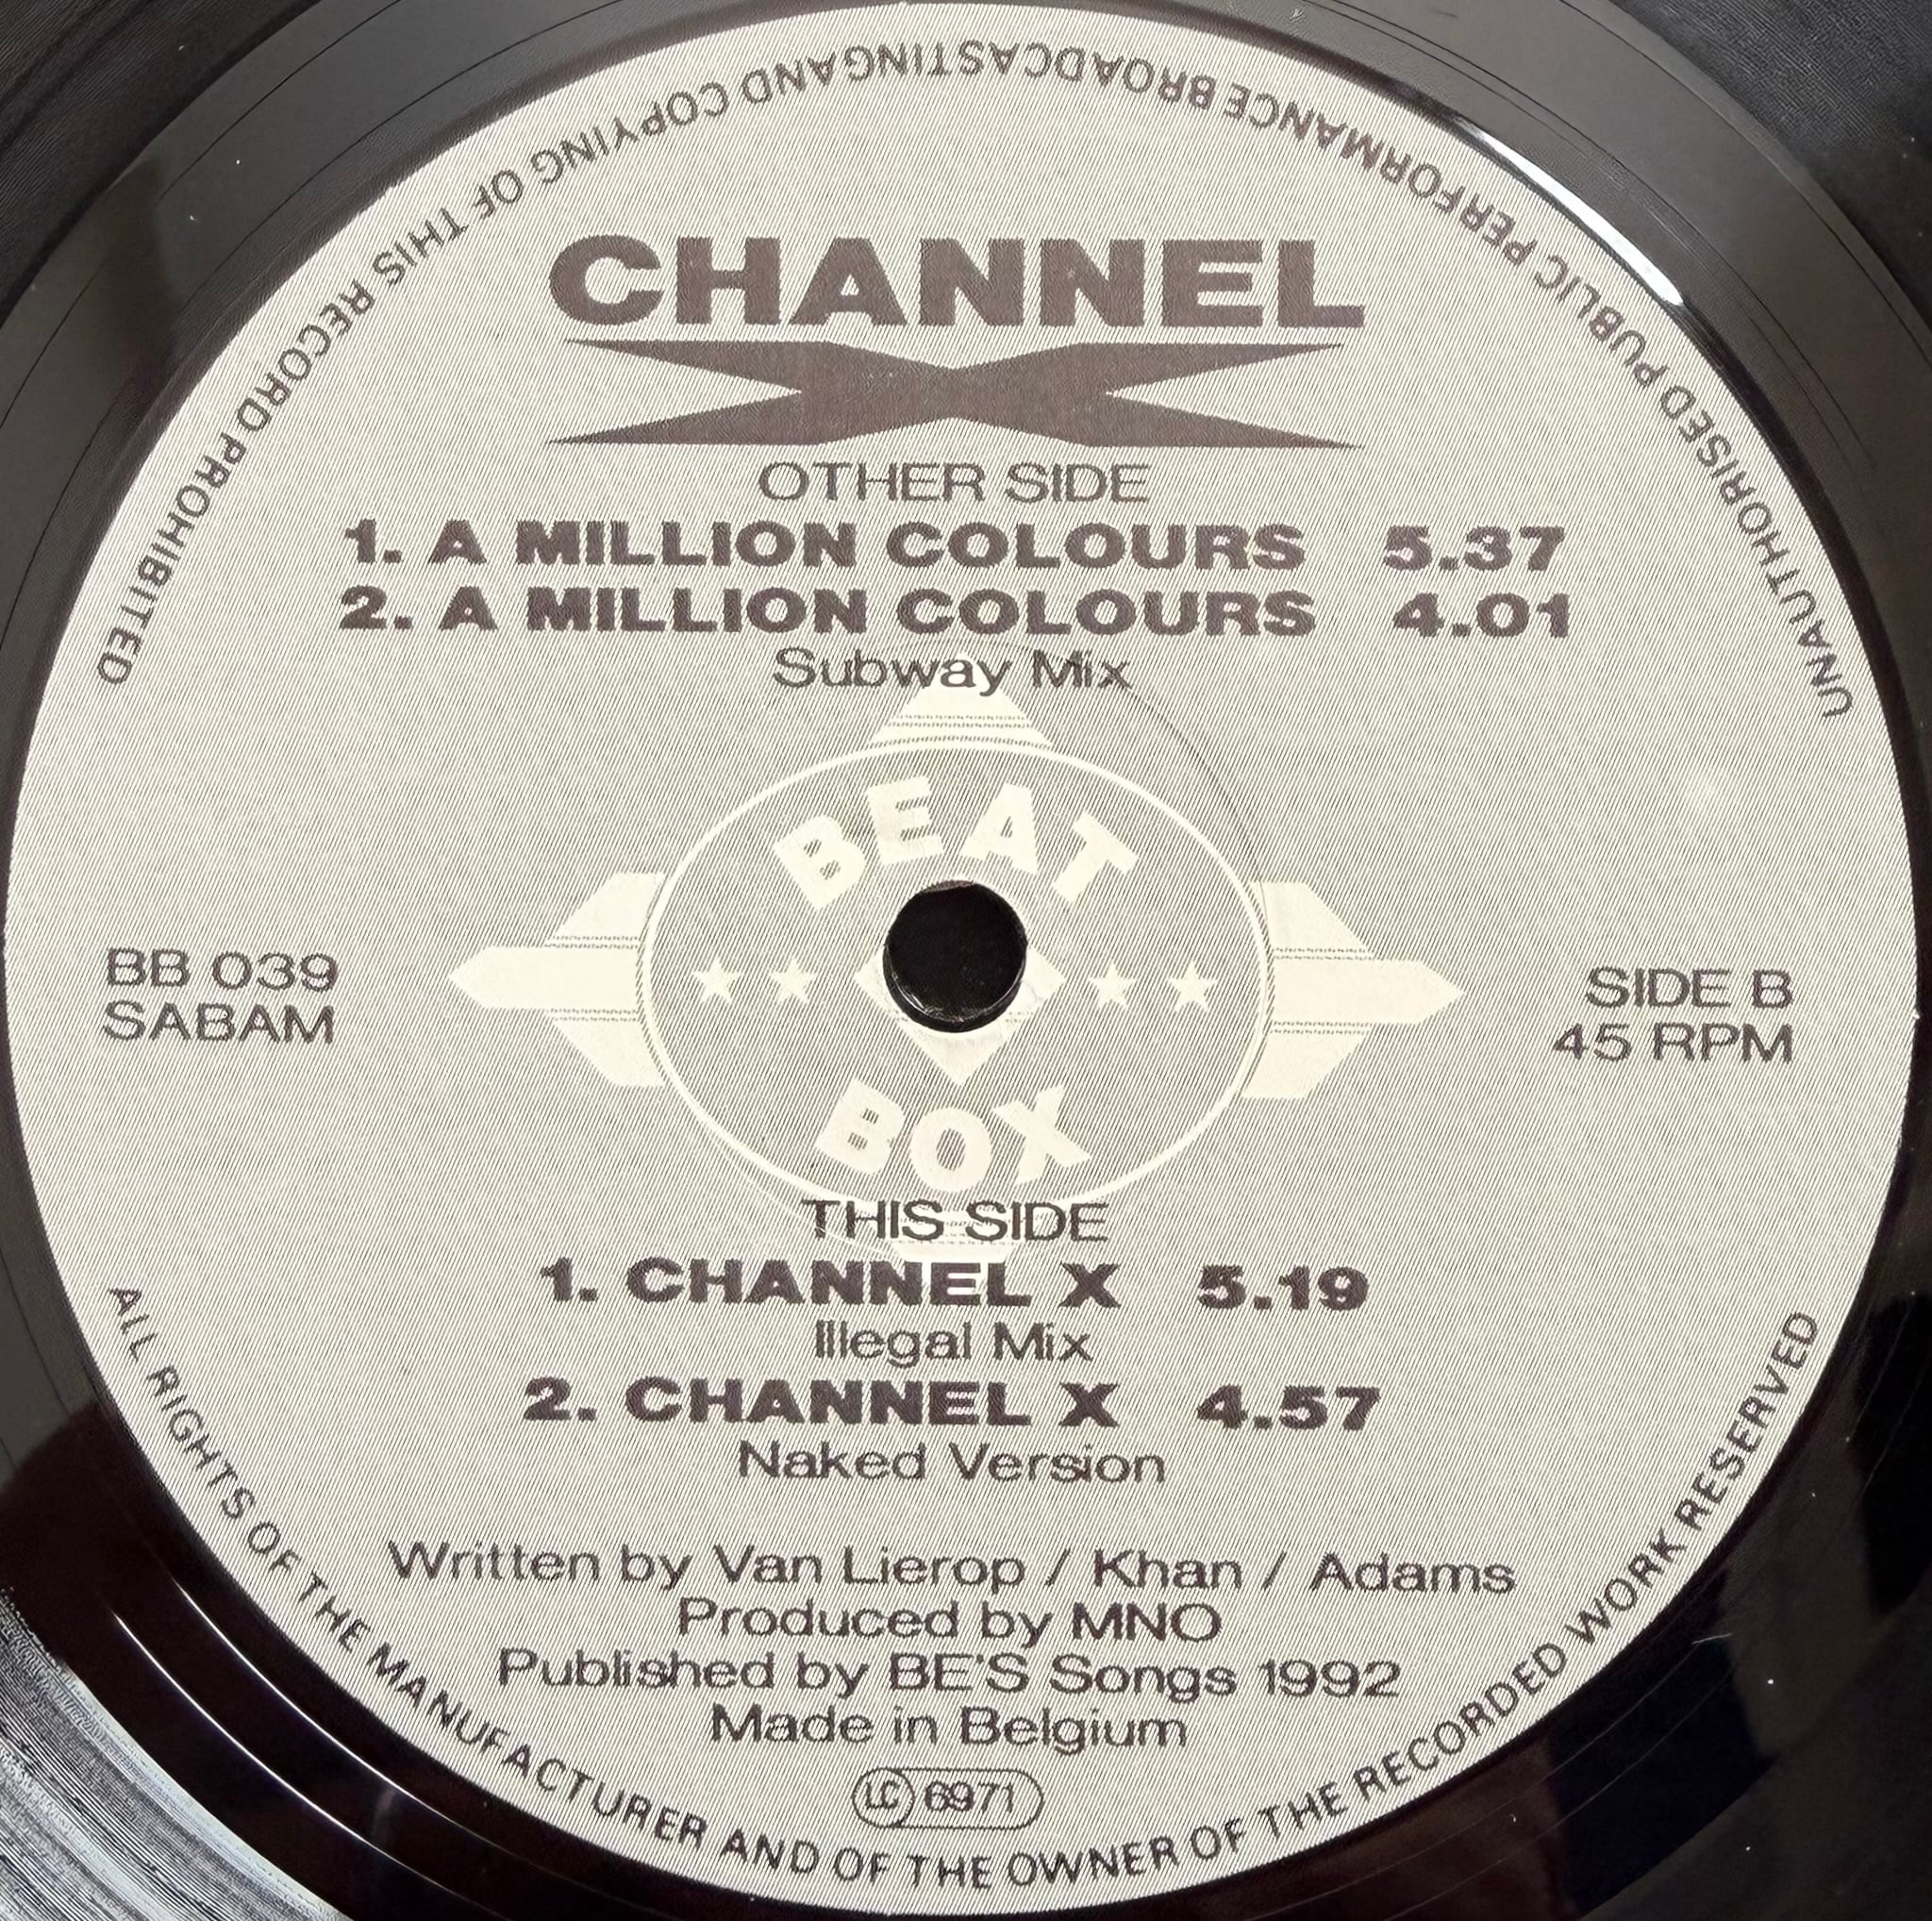 UNAUTHORISED PUBLIC PERFORMANCE BROADCASTING AND COPYING OF THIS RECORD PROHIBITED
CHANNEL
X
OTHER SIDE
1. A MILLION COLOURS 5.37
2. A MILLION COLOURS 4.01
Subway Mix
BEAT
BOX
BB 039
SABAM
SIDE B
45 RPM
THIS SIDE
1. CHANNEL X 5.19
Illegal Mix
2. CHANNEL X 4.57
Naked Version
Written by Van Lierop / Khan / Adams
Produced by MNO
Published by BE'S Songs 1992
Made in Belgium
LC 6971
ALL RIGHTS OF THE MANUFACTURER AND OF THE OWNER OF THE RECORDED WORK RESERVED